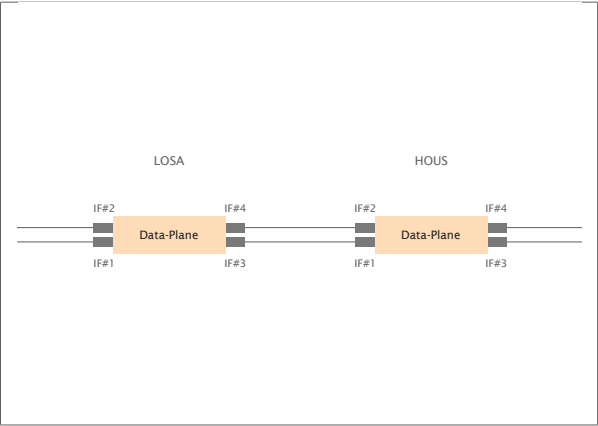 LOSA HOUS
IF#2 IF#4 IF#2 IF#4
Data-Plane Data-Plane
IF#1 IF#3 IF#1 IF#3